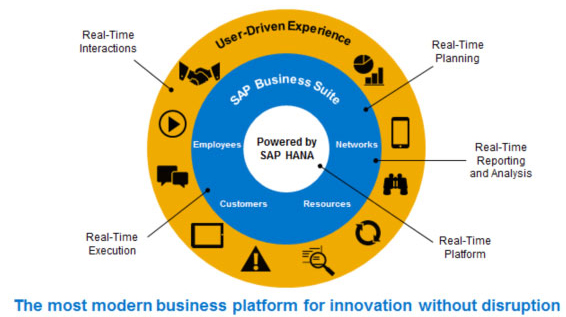 User-Driven Experience
SAP Business Suite
Powered by
SAP HANA
Employees
Networks
Customers
Resources
Real-Time
Interactions
Real-Time
Planning
Real-Time
Reporting
and Analysis
Real-Time
Execution
Real-Time
Platform
The most modern business platform for innovation without disruption